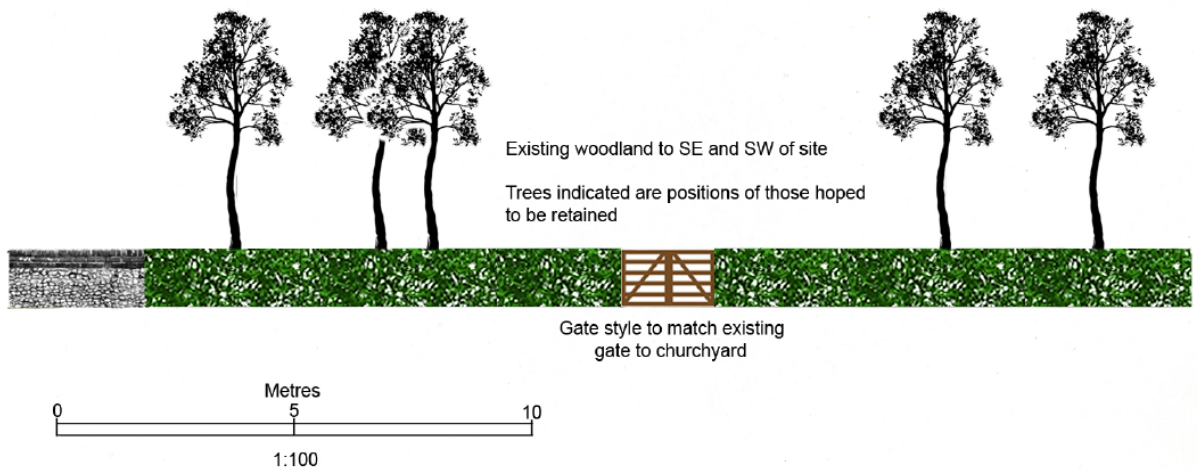 Existing woodland to SE and SW of site
Trees indicated are positions of those hoped
to be retained
Gate style to match existing
gate to churchyard
Metres
0 5 10
1:100